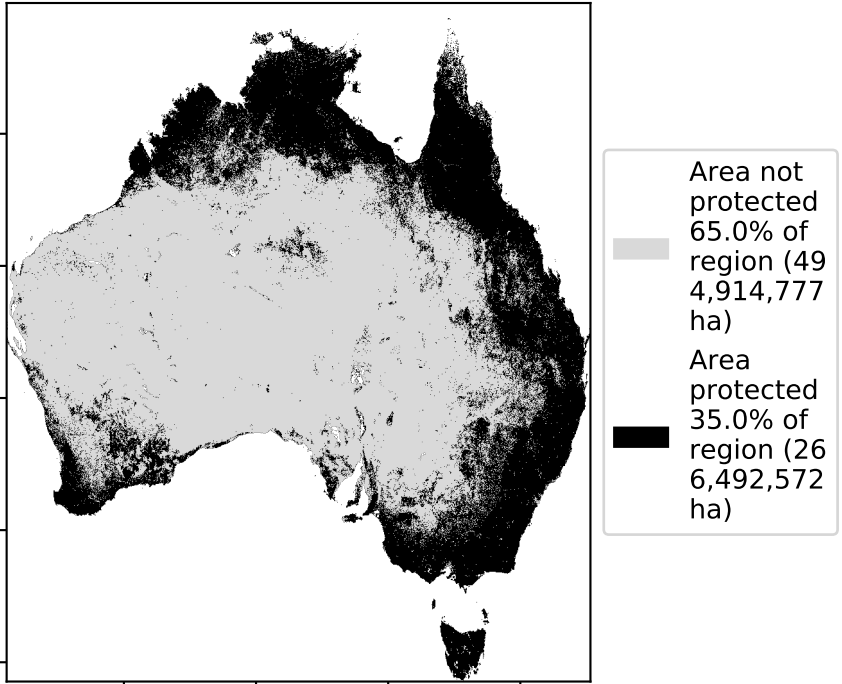 Area not
protected
65.0% of
region (49
4,914,777
ha)
Area
protected
35.0% of
region (26
6,492,572
ha)